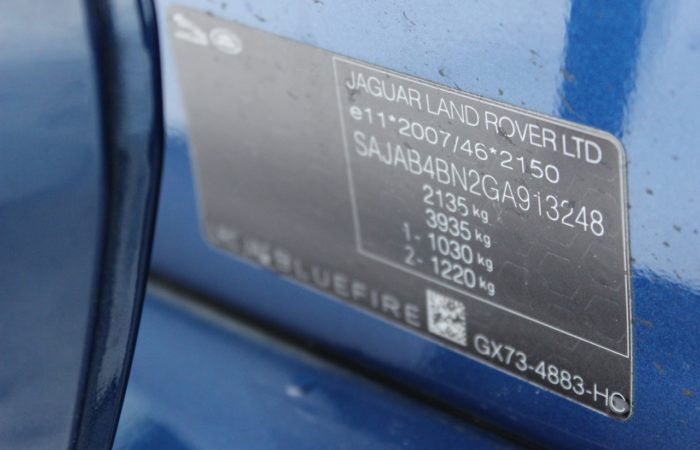 JAGUAR LAND ROVER LTD
e11*2007/46*2150
SAJAB4BN2GA913248
2135 kg
3935 kg
1- 1030 kg
2- 1220 kg
BLUEFIRE
GX73-4883-HC